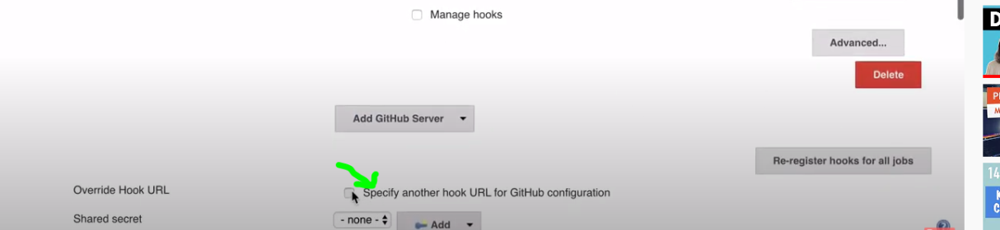 Manage hooks
Advanced...
Delete
Add GitHub Server
Re-register hooks for all jobs
Override Hook URL
Specify another hook URL for GitHub configuration
Shared secret
- none -
Add
14